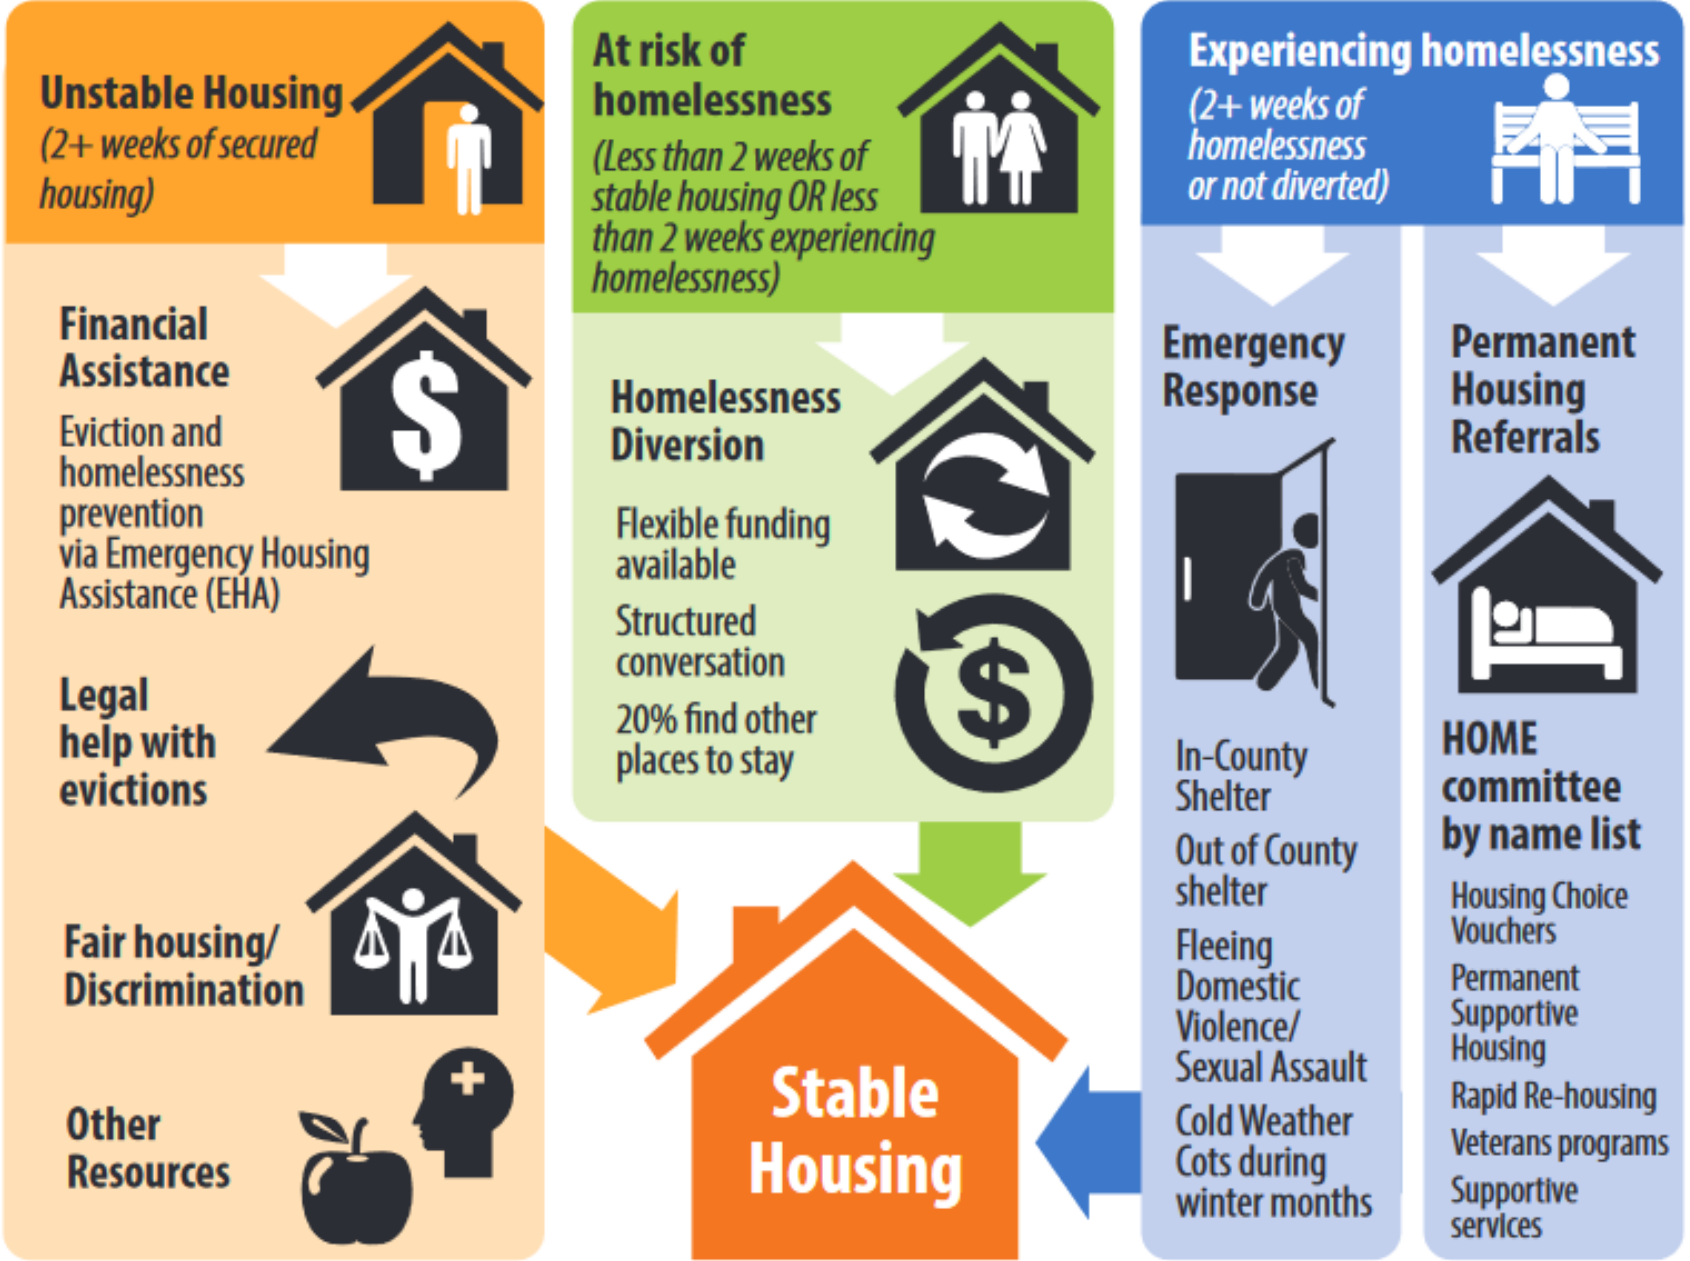 Unstable Housing
(2+ weeks of secured
housing)
Financial
Assistance
$
Eviction and
homelessness
prevention
via Emergency Housing
Assistance (EHA)
Legal
help with
evictions
Fair housing/
Discrimination
Other
Resources
At risk of
homelessness
(Less than 2 weeks of
stable housing OR less
than 2 weeks experiencing
homelessness)
Homelessness
Diversion
Flexible funding
available
Structured
conversation
20% find other
places to stay
$
Experiencing homelessness
(2+ weeks of
homelessness
or not diverted)
Emergency
Response
In-County
Shelter
Out of County
shelter
Fleeing
Domestic
Violence/
Sexual Assault
Cold Weather
Cots during
winter months
Permanent
Housing
Referrals
HOME
committee
by name list
Housing Choice
Vouchers
Permanent
Supportive
Housing
Rapid Re-housing
Veterans programs
Supportive
services
Stable
Housing